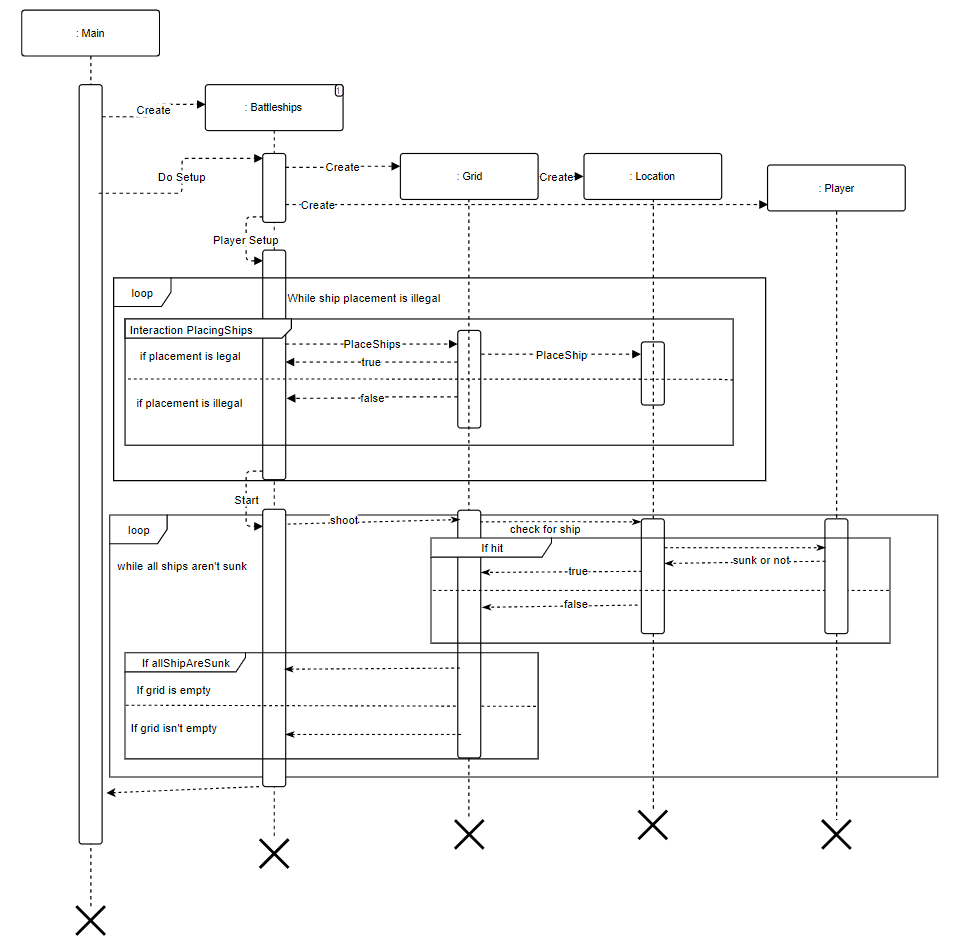 : Main
1
: Battleships
Create
Do Setup
Create
: Grid
Create
: Location
: Player
Create
Player Setup
loop
While ship placement is illegal
Interaction PlacingShips
PlaceShips
if placement is legal
true
PlaceShip
if placement is illegal
false
Start
loop
shoot
check for ship
If hit
while all ships aren't sunk
sunk or not
true
false
If allShipAreSunk
If grid is empty
If grid isn't empty